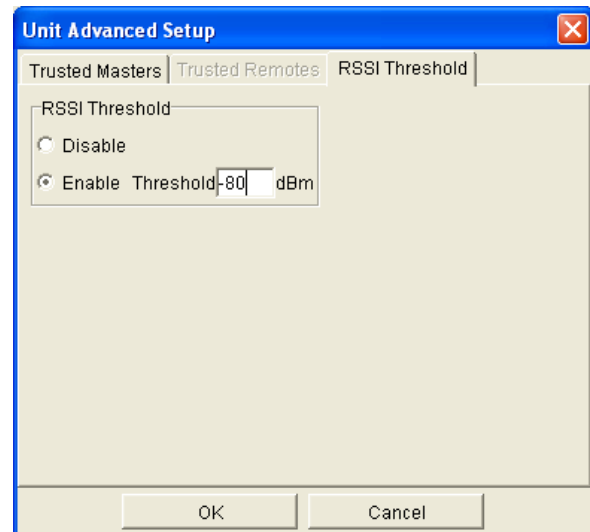 Unit Advanced Setup
Trusted Masters Trusted Remotes RSSI Threshold
RSSI Threshold
Disable
Enable Threshold -80 dBm
OK Cancel